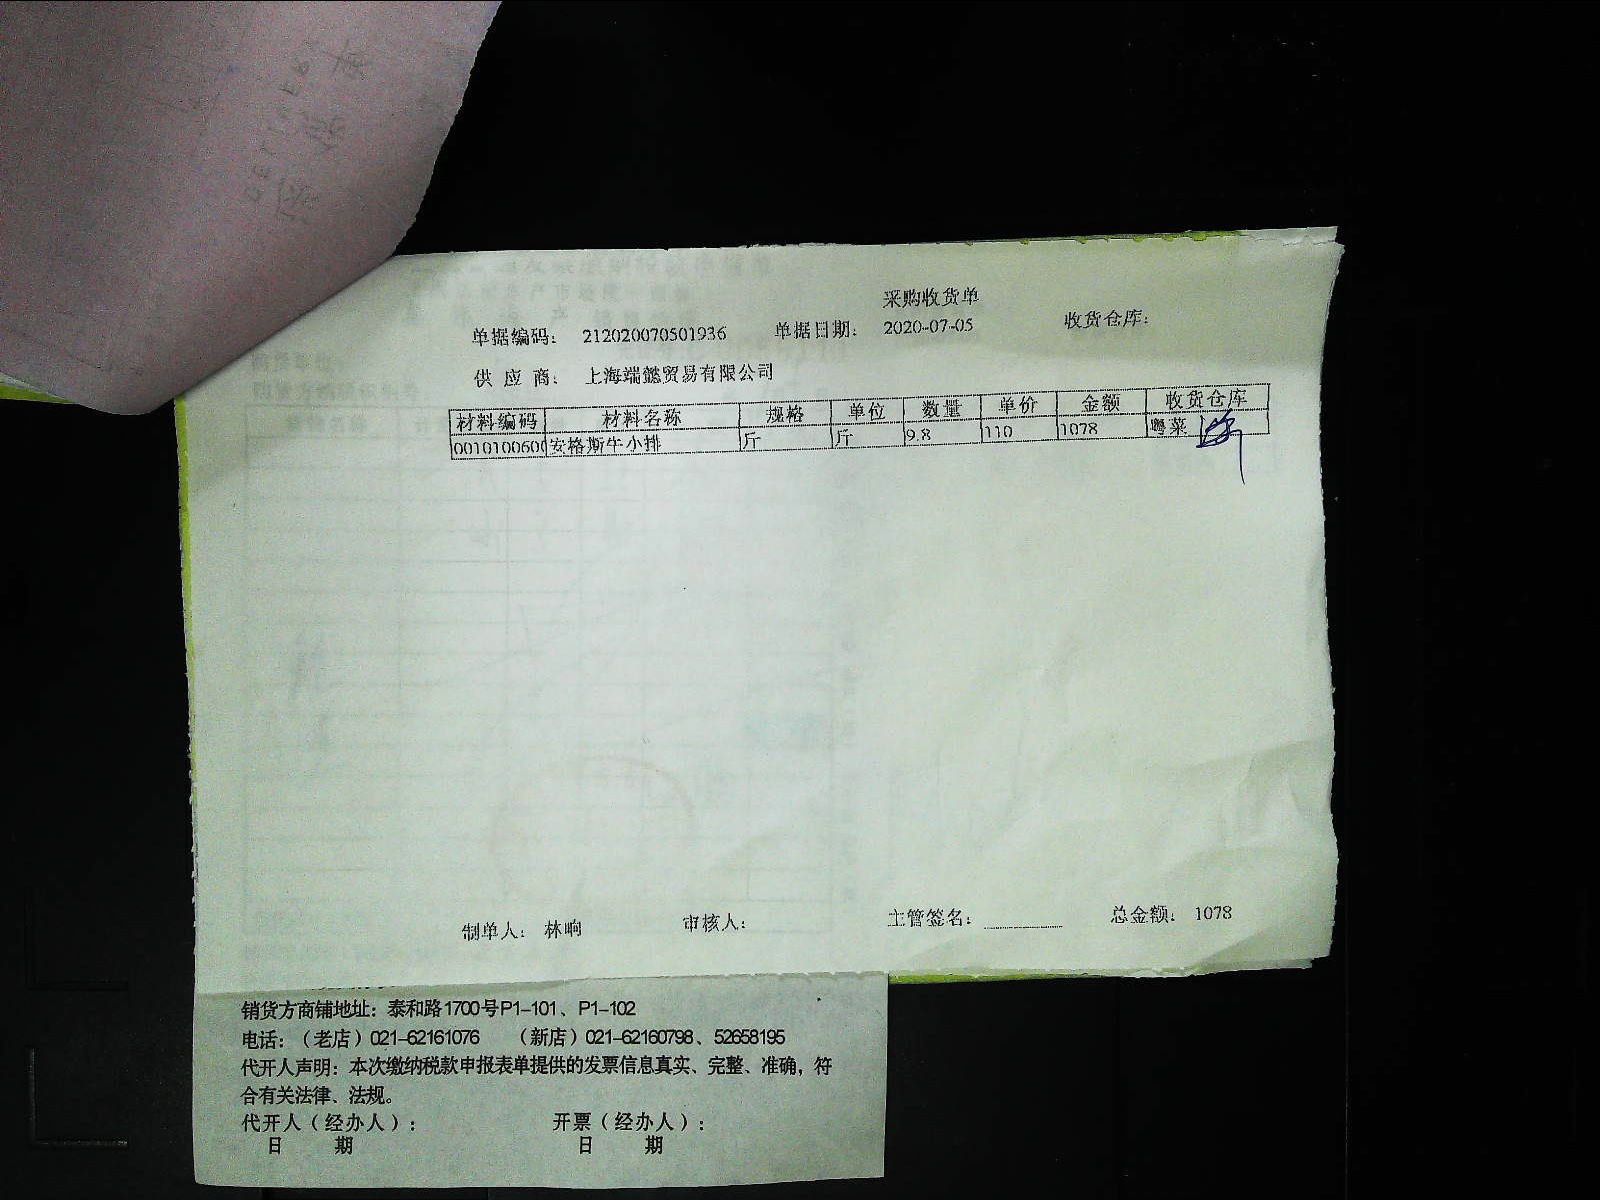 采购收货单
单据编码： 212020070501936 单据日期： 2020-07-05 收货仓库：
供 应 商： 上海端懿贸易有限公司
材料编码 材料名称 规格 单位 数量 单价 金额 收货仓库
0010100600 安格斯牛小排 斤 斤 9.8 110 1078 粤菜
制单人： 林响 审核人： 主管签名： 总金额： 1078
销货方商铺地址：泰和路1700号P1-101、P1-102
电话：（老店）021-62161076 （新店）021-62160798、52658195
代开人声明：本次缴纳税款申报表单提供的发票信息真实、完整、准确，符
合有关法律、法规。
代开人（经办人）： 开票（经办人）：
日 期 日 期